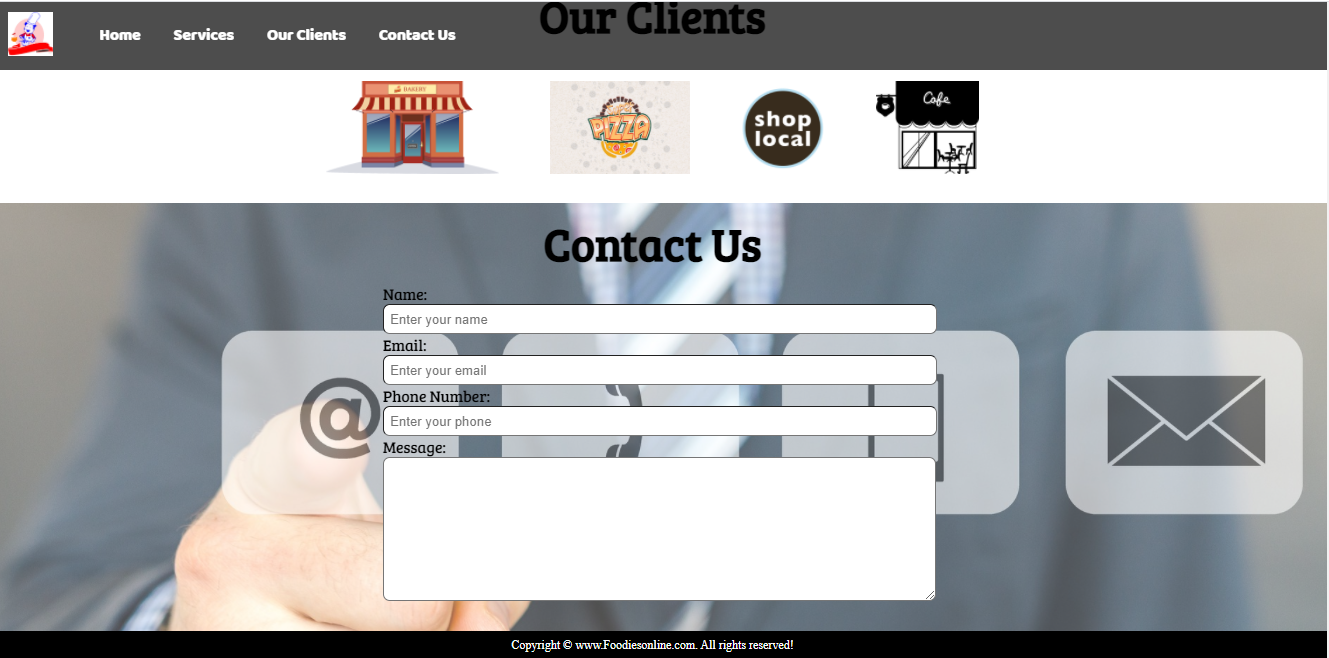 Our Clients
Home Services Our Clients Contact Us
BAKERY
PIZZA
shop
local
Cafe
Contact Us
Name:
Enter your name
Email:
Enter your email
@
Phone Number:
Enter your phone
Message:
Copyright © www.Foodiesonline.com. All rights reserved!